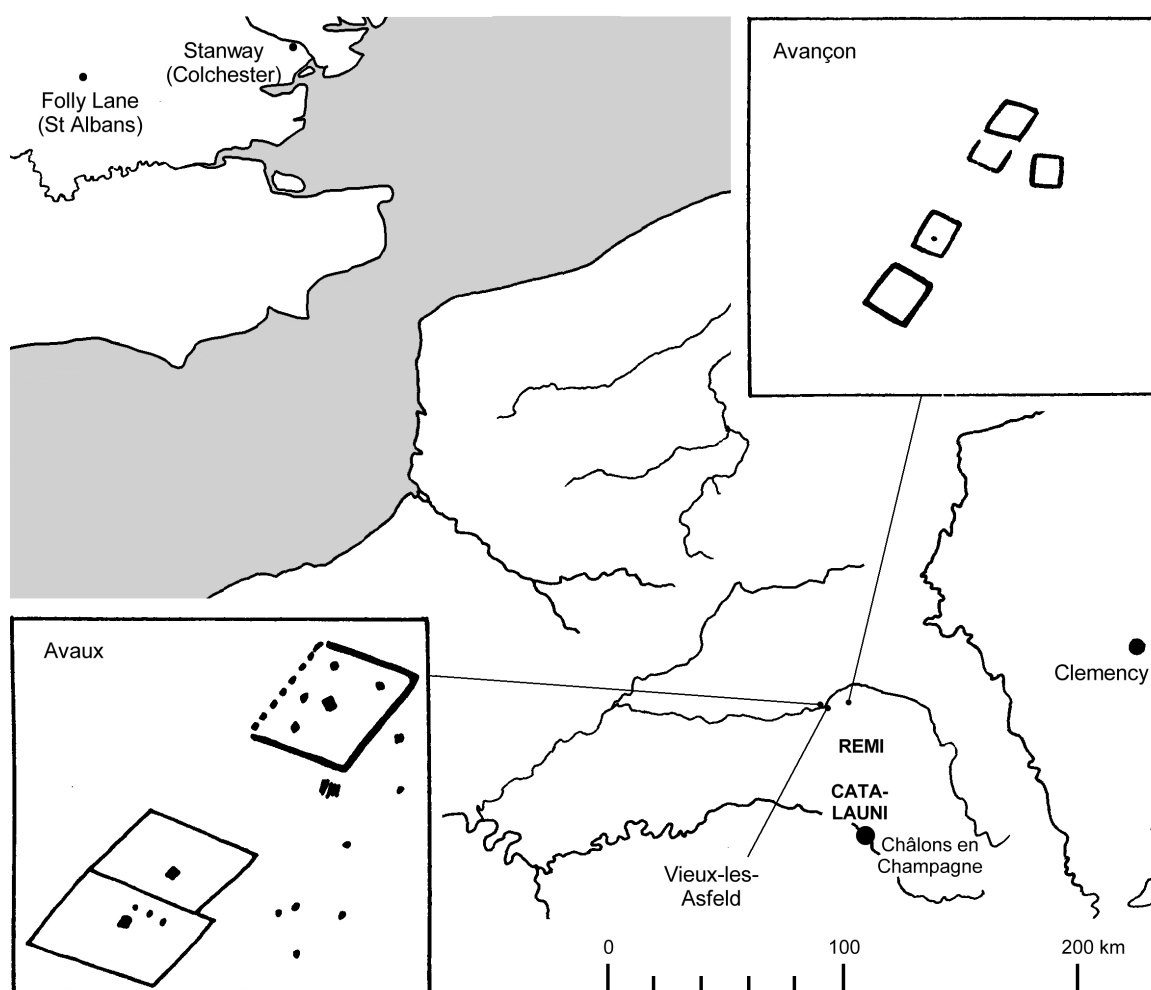 Stanway
(Colchester)
Folly Lane
(St Albans)
Avançon
Avaux
Clemency
REMI
CATA-
LAUNI
Châlons en
Champagne
Vieux-les-
Asfeld
0 100 200 km